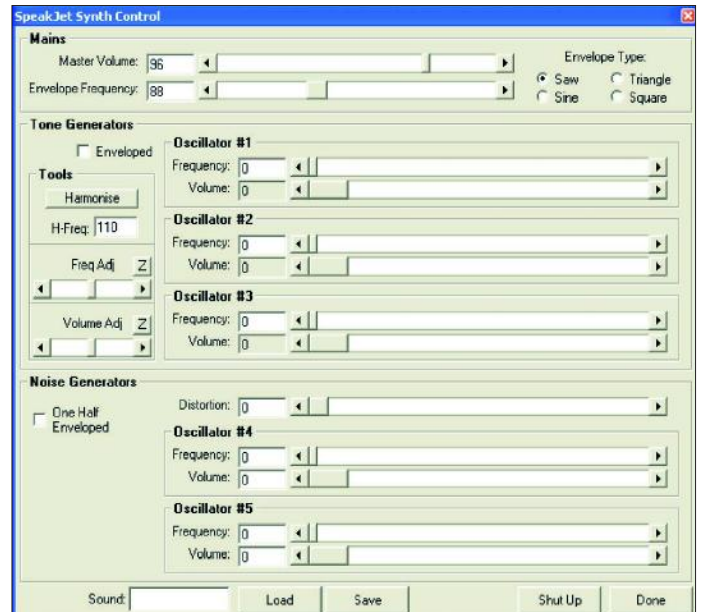 SpeakJet Synth Control
Mains
Master Volume: 96
Envelope Frequency: 88
Envelope Type:
Saw Triangle
Sine Square
Tone Generators
Enveloped
Tools
Harmonise
H-Freq: 110
Freq Adj Z
Volume Adj Z
Oscillator #1
Frequency: 0
Volume: 0
Oscillator #2
Frequency: 0
Volume: 0
Oscillator #3
Frequency: 0
Volume: 0
Noise Generators
One Half
Enveloped
Distortion: 0
Oscillator #4
Frequency: 0
Volume: 0
Oscillator #5
Frequency: 0
Volume: 0
Sound: Load Save Shut Up Done